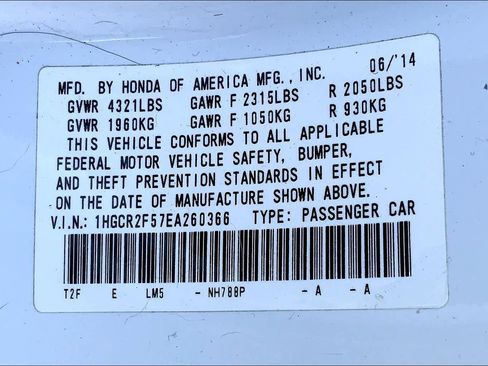 MFD. BY HONDA OF AMERICA MFG., INC. 06/'14
GVWR 4321LBS GAWR F 2315LBS R 2050LBS
GVWR 1960KG GAWR F 1050KG R 930KG
THIS VEHICLE CONFORMS TO ALL APPLICABLE
FEDERAL MOTOR VEHICLE SAFETY, BUMPER,
AND THEFT PREVENTION STANDARDS IN EFFECT
ON THE DATE OF MANUFACTURE SHOWN ABOVE.
V.I.N.: 1HGCR2F57EA260366 TYPE: PASSENGER CAR
T2F E LM5 - NH788P - A - A